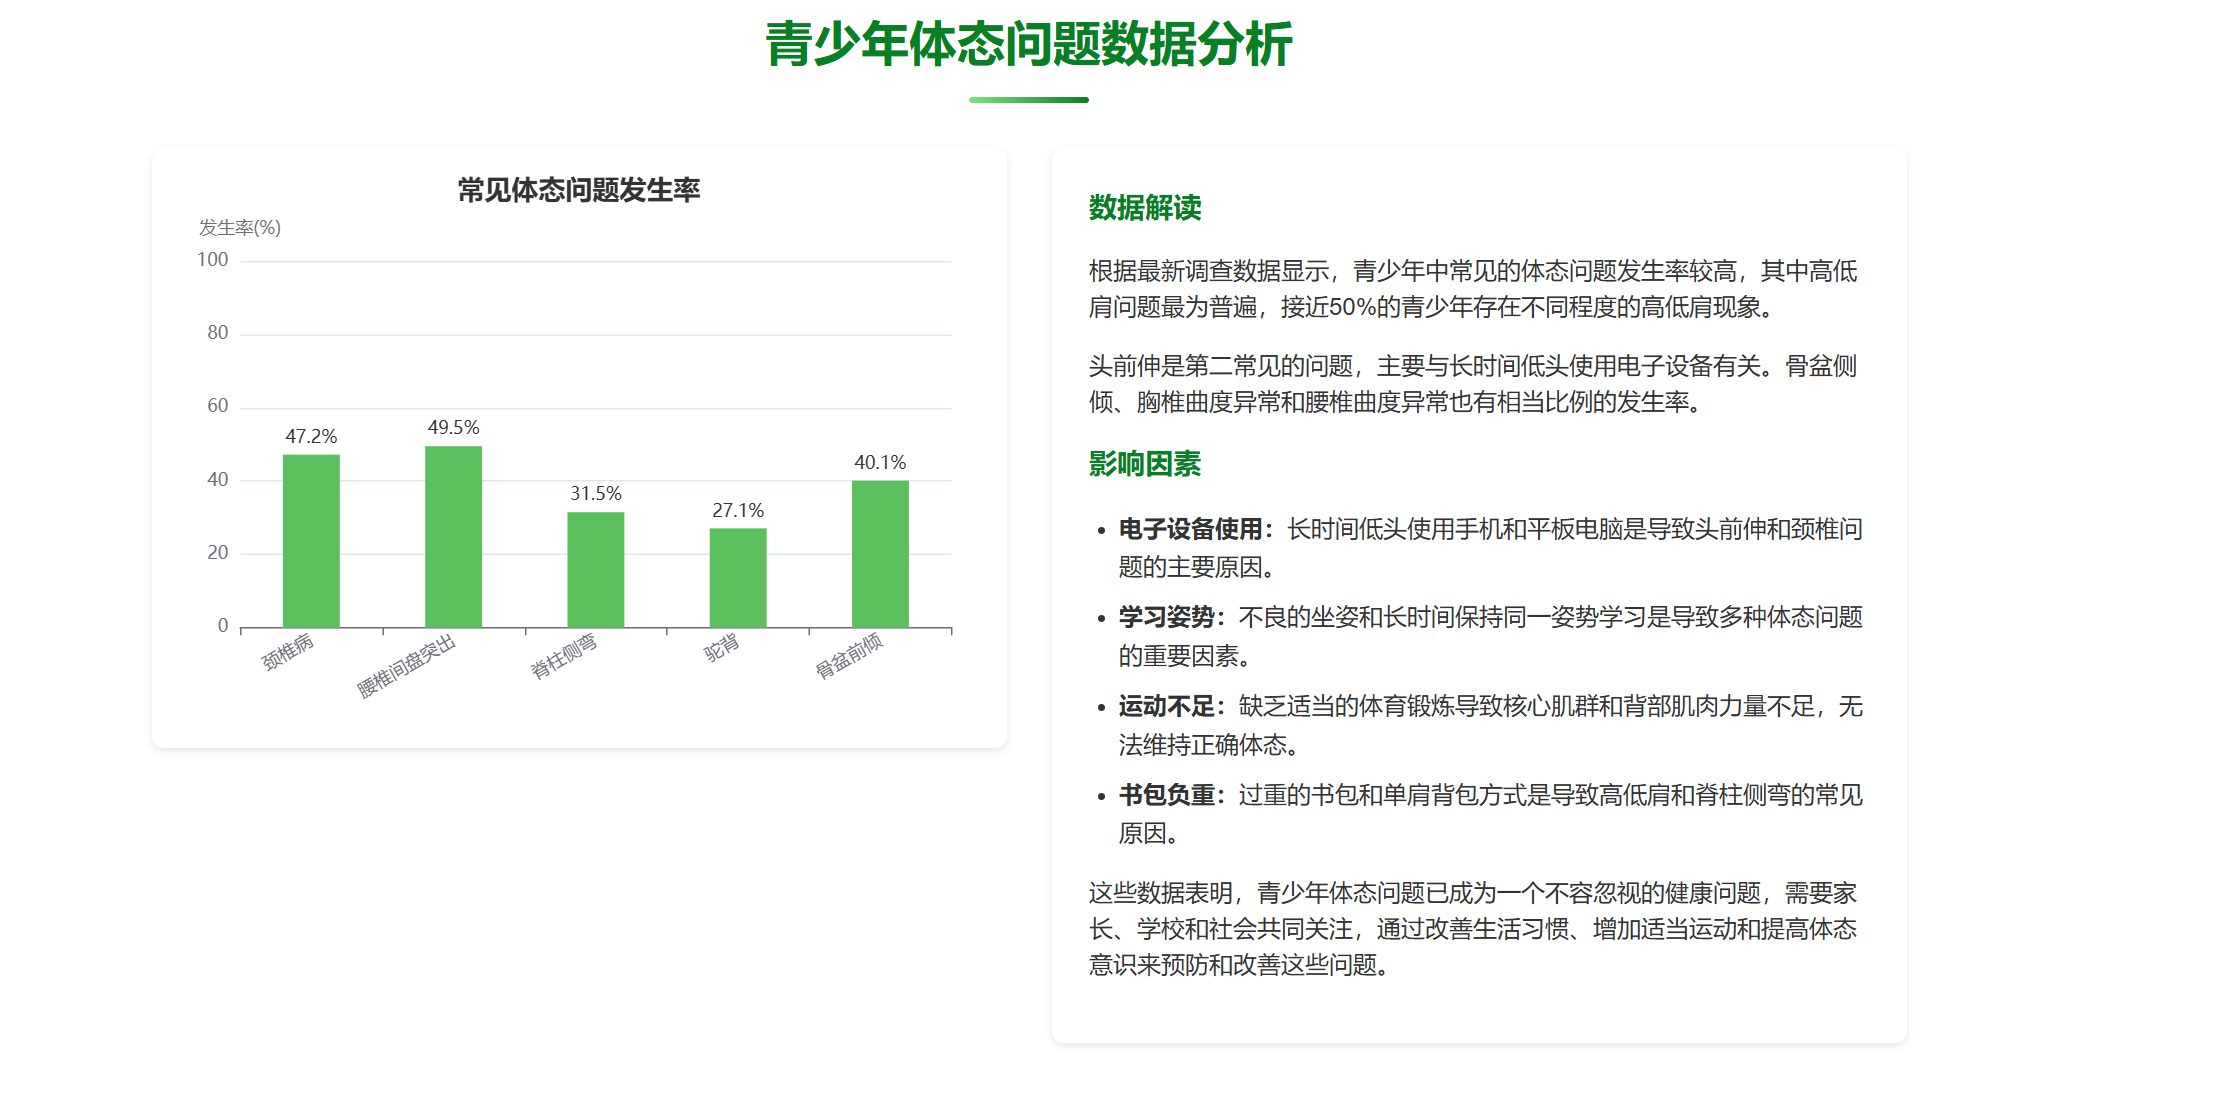 青少年体态问题数据分析
常见体态问题发生率
发生率(%)
100
80
60
40
20
0
47.2%
49.5%
31.5%
27.1%
40.1%
颈椎病
腰椎间盘突出
脊柱侧弯
驼背
骨盆前倾
数据解读
根据最新调查数据显示，青少年中常见的体态问题发生率较高，其中高低
肩问题最为普遍，接近50%的青少年存在不同程度的高低肩现象。
头前伸是第二常见的问题，主要与长时间低头使用电子设备有关。骨盆侧
倾、胸椎曲度异常和腰椎曲度异常也有相当比例的发生率。
影响因素
• 电子设备使用：长时间低头使用手机和平板电脑是导致头前伸和颈椎问
题的主要原因。
• 学习姿势：不良的坐姿和长时间保持同一姿势学习是导致多种体态问题
的重要因素。
• 运动不足：缺乏适当的体育锻炼导致核心肌群和背部肌肉力量不足，无
法维持正确体态。
• 书包负重：过重的书包和单肩背包方式是导致高低肩和脊柱侧弯的常见
原因。
这些数据表明，青少年体态问题已成为一个不容忽视的健康问题，需要家
长、学校和社会共同关注，通过改善生活习惯、增加适当运动和提高体态
意识来预防和改善这些问题。